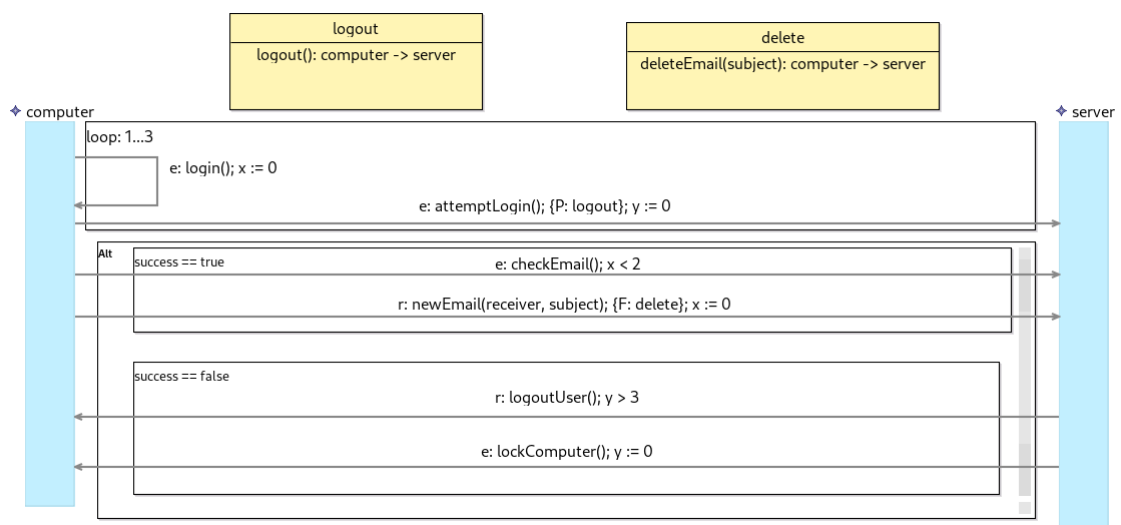 logout
logout(): computer -> server
delete
deleteEmail(subject): computer -> server
computer
server
loop: 1...3
e: login(); x := 0
e: attemptLogin(); {P: logout}; y := 0
Alt
success == true
e: checkEmail(); x < 2
r: newEmail(receiver, subject); {F: delete}; x := 0
success == false
r: logoutUser(); y > 3
e: lockComputer(); y := 0